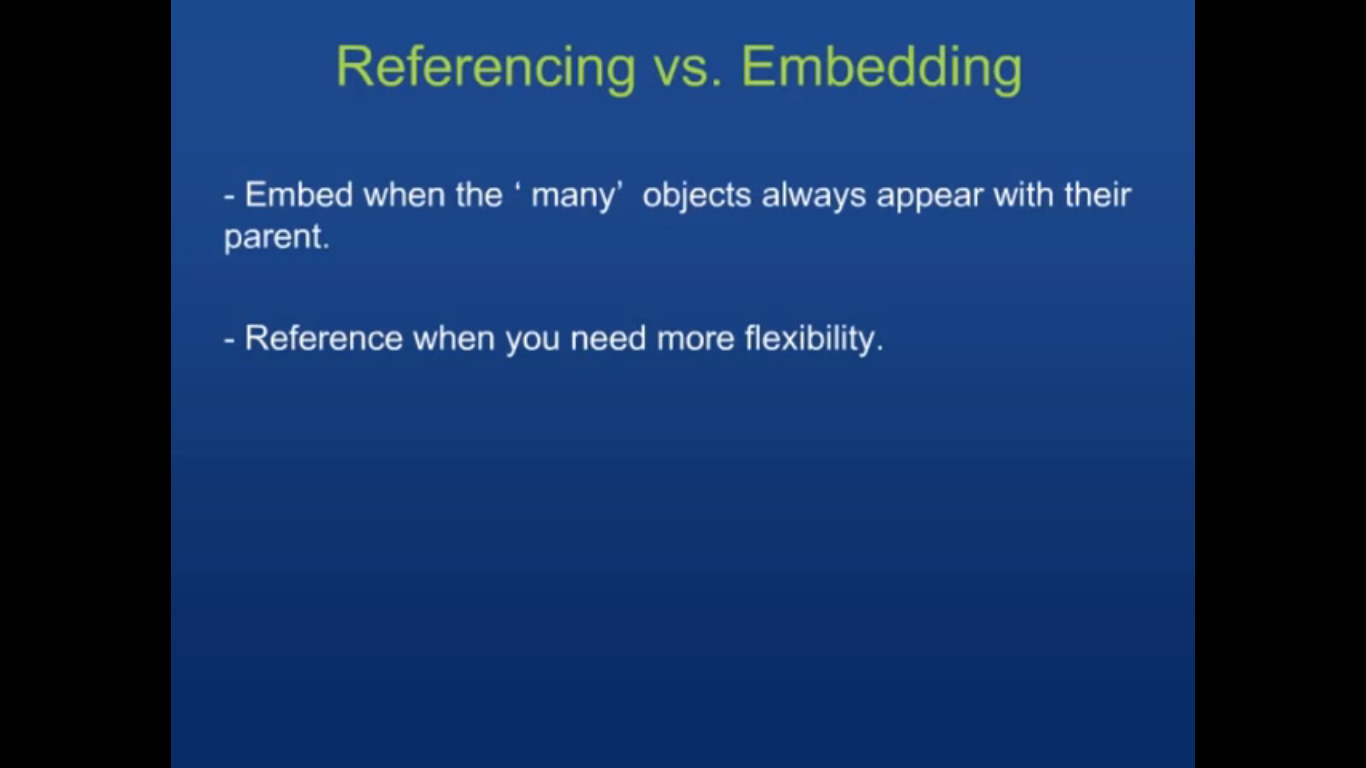 Referencing vs. Embedding
- Embed when the ‘ many’  objects always appear with their
parent.
- Reference when you need more flexibility.